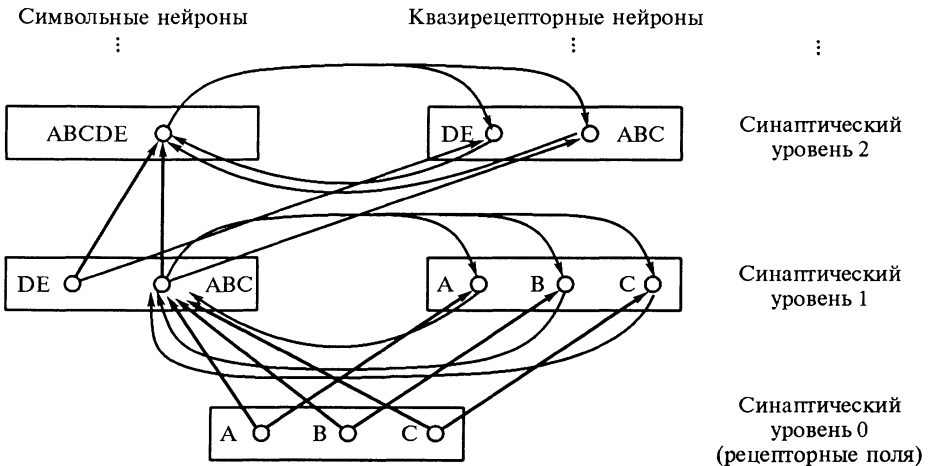 Символьные нейроны
Квазирецепторные нейроны
⋮
⋮
⋮
ABCDE
DE
ABC
Синаптический
уровень 2
DE
ABC
A
B
C
Синаптический
уровень 1
A
B
C
Синаптический
уровень 0
(рецепторные поля)